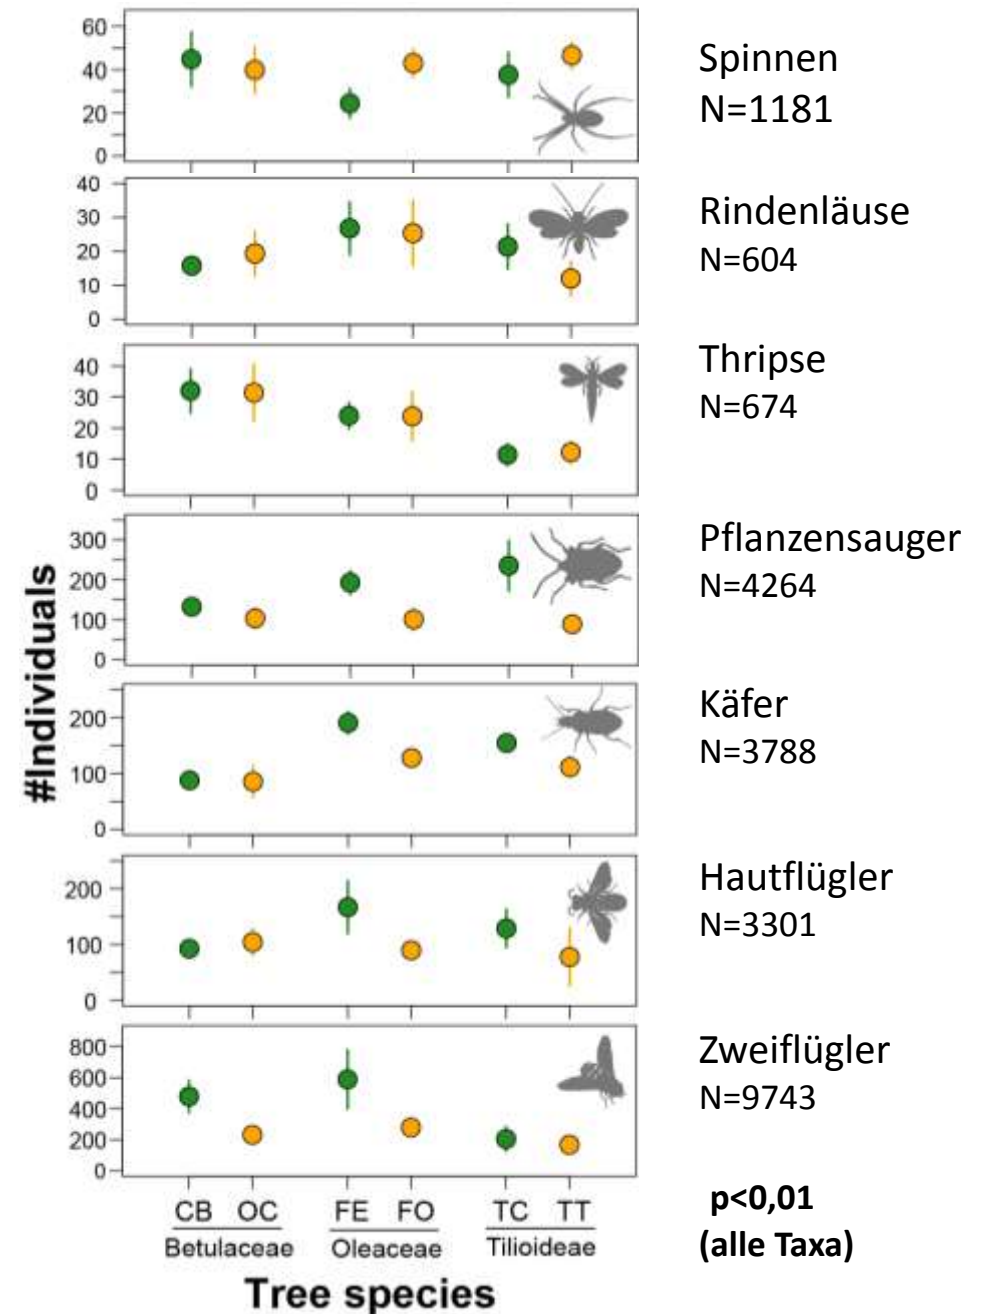 60
40
20
0
Spinnen
N=1181
40
30
20
10
0
Rindenläuse
N=604
40
30
20
10
0
Thripse
N=674
300
200
100
0
Pflanzensauger
N=4264
#Individuals
200
100
0
Käfer
N=3788
200
100
0
Hautflügler
N=3301
800
600
400
200
0
Zweiflügler
N=9743
CB OC FE FO TC TT
Betulaceae Oleaceae Tilioideae
Tree species
p<0,01
(alle Taxa)